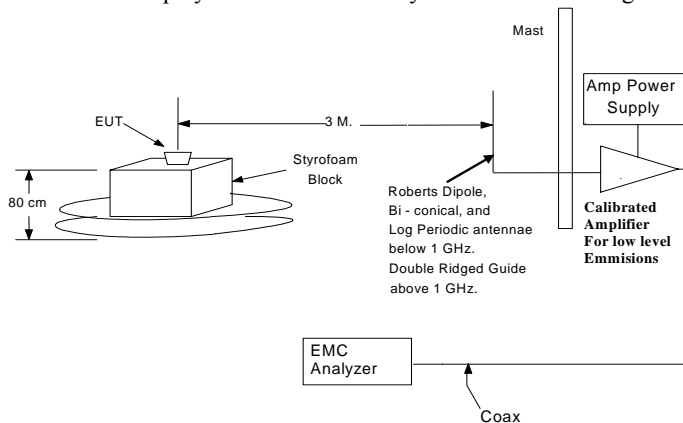 Mast
Amp Power
Supply
EUT
3 M.
Styrofoam
Block
80 cm
Roberts Dipole,
Bi - conical, and
Log Periodic antennae
below 1 GHz.
Double Ridged Guide
above 1 GHz.
Calibrated
Amplifier
For low level
Emmisions
EMC
Analyzer
Coax